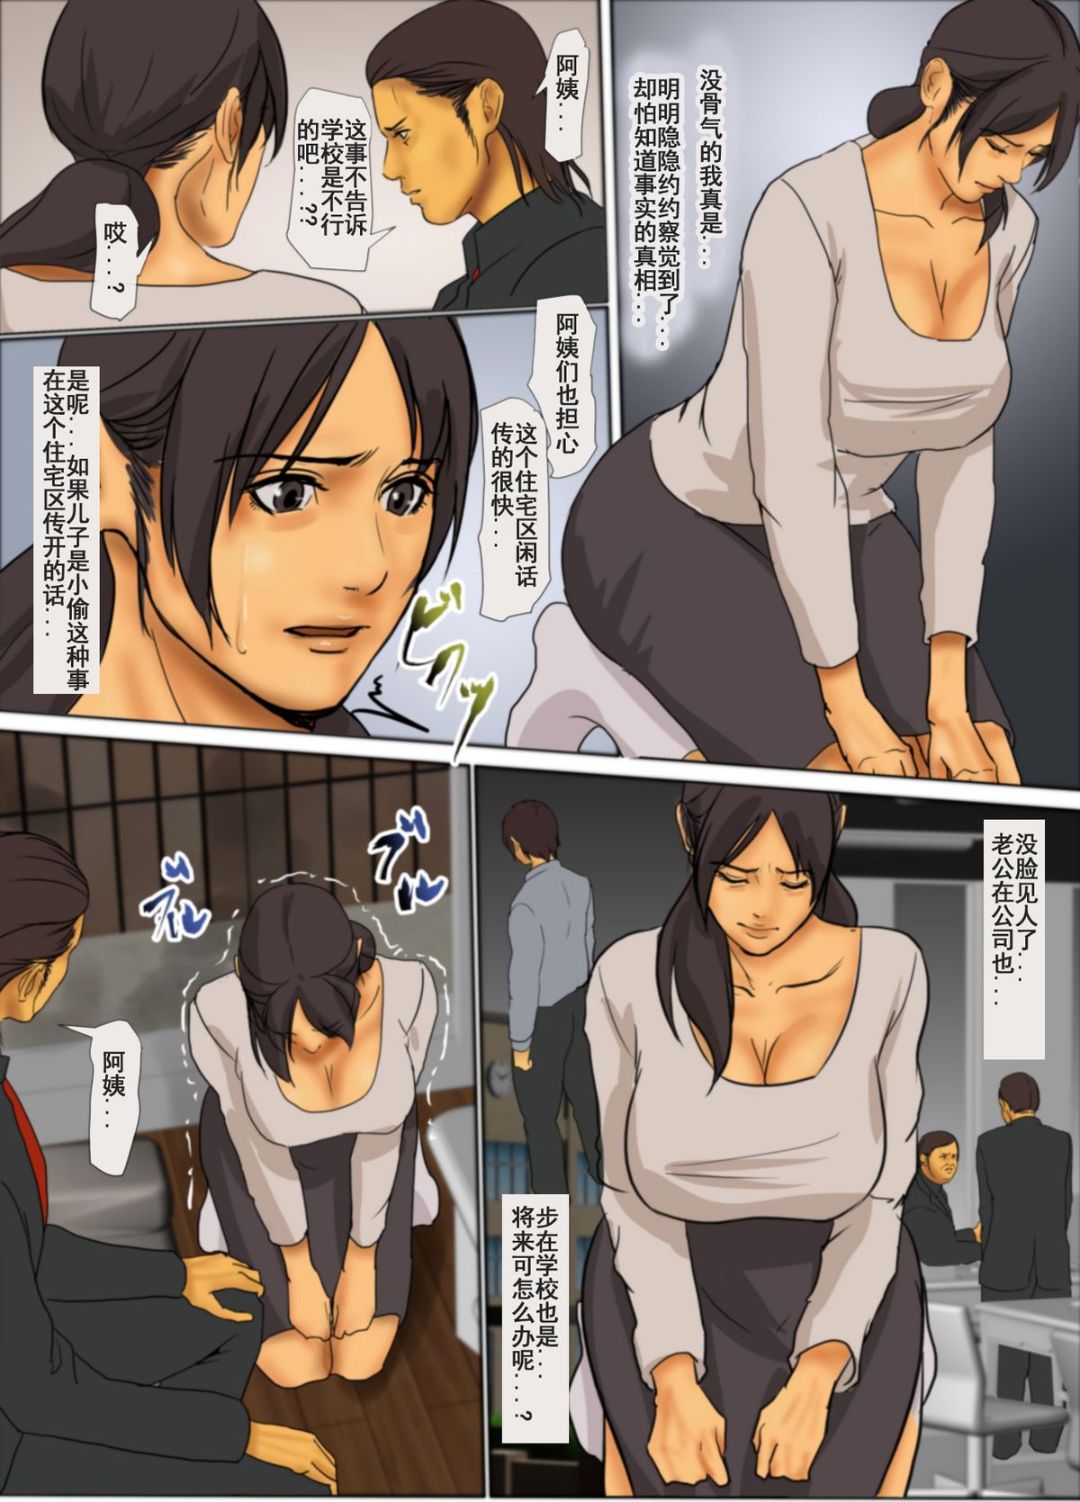 没骨气的我真是...
明明隐隐约约察觉到了...
却怕知道事实的真相...
阿姨...
这事不告诉
学校是不行
的吧....??
哎....?
阿姨们也担心
这个住宅区闲话
传的很快...
是呢...如果儿子是小偷这种事
在这个住宅区传开的话...
ビクッ
没脸见人了...
老公在公司也...
步在学校也是...
将来可怎么办呢....?
ブル
ブル
阿姨...